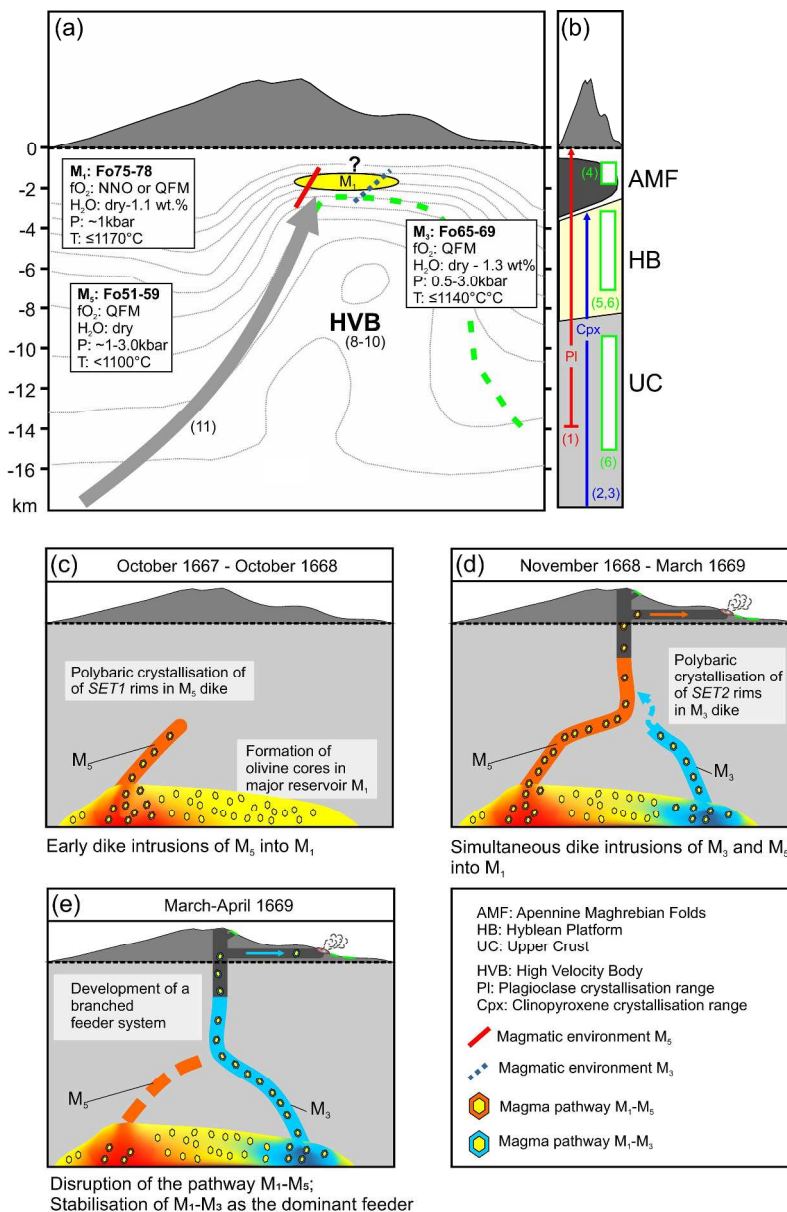 (a)
0
-2
-4
-6
-8
-10
-12
-14
-16
km
M₁: Fo75-78
fO₂: NNO or QFM
H₂O: dry-1.1 wt.%
P: ~1kbar
T: ≤1170°C
M₅: Fo51-59
fO₂: QFM
H₂O: dry
P: ~1-3.0kbar
T: <1100°C
?
M₁
M₃: Fo65-69
fO₂: QFM
H₂O: dry - 1.3 wt%
P: 0.5-3.0kbar
T: ≤1140°C°C
HVB
(8-10)
(11)
(b)
(4)
AMF
HB
(5,6)
Cpx
Pl
UC
(1)
(6)
(2,3)
(c)
October 1667 - October 1668
Polybaric crystallisation of
of SET1 rims in M₅ dike
M₅
Formation of
olivine cores in
major reservoir M₁
Early dike intrusions of M₅ into M₁
(d)
November 1668 - March 1669
Polybaric
crystallisation of
of SET2 rims
in M₃ dike
M₅
M₃
Simultaneous dike intrusions of M₃ and M₅
into M₁
(e)
March-April 1669
Development of a
branched
feeder system
M₅
M₃
Disruption of the pathway M₁-M₅;
Stabilisation of M₁-M₃ as the dominant feeder
AMF: Apennine Maghrebian Folds
HB: Hyblean Platform
UC: Upper Crust
HVB: High Velocity Body
Pl: Plagioclase crystallisation range
Cpx: Clinopyroxene crystallisation range
Magmatic environment M₅
Magmatic environment M₃
Magma pathway M₁-M₅
Magma pathway M₁-M₃